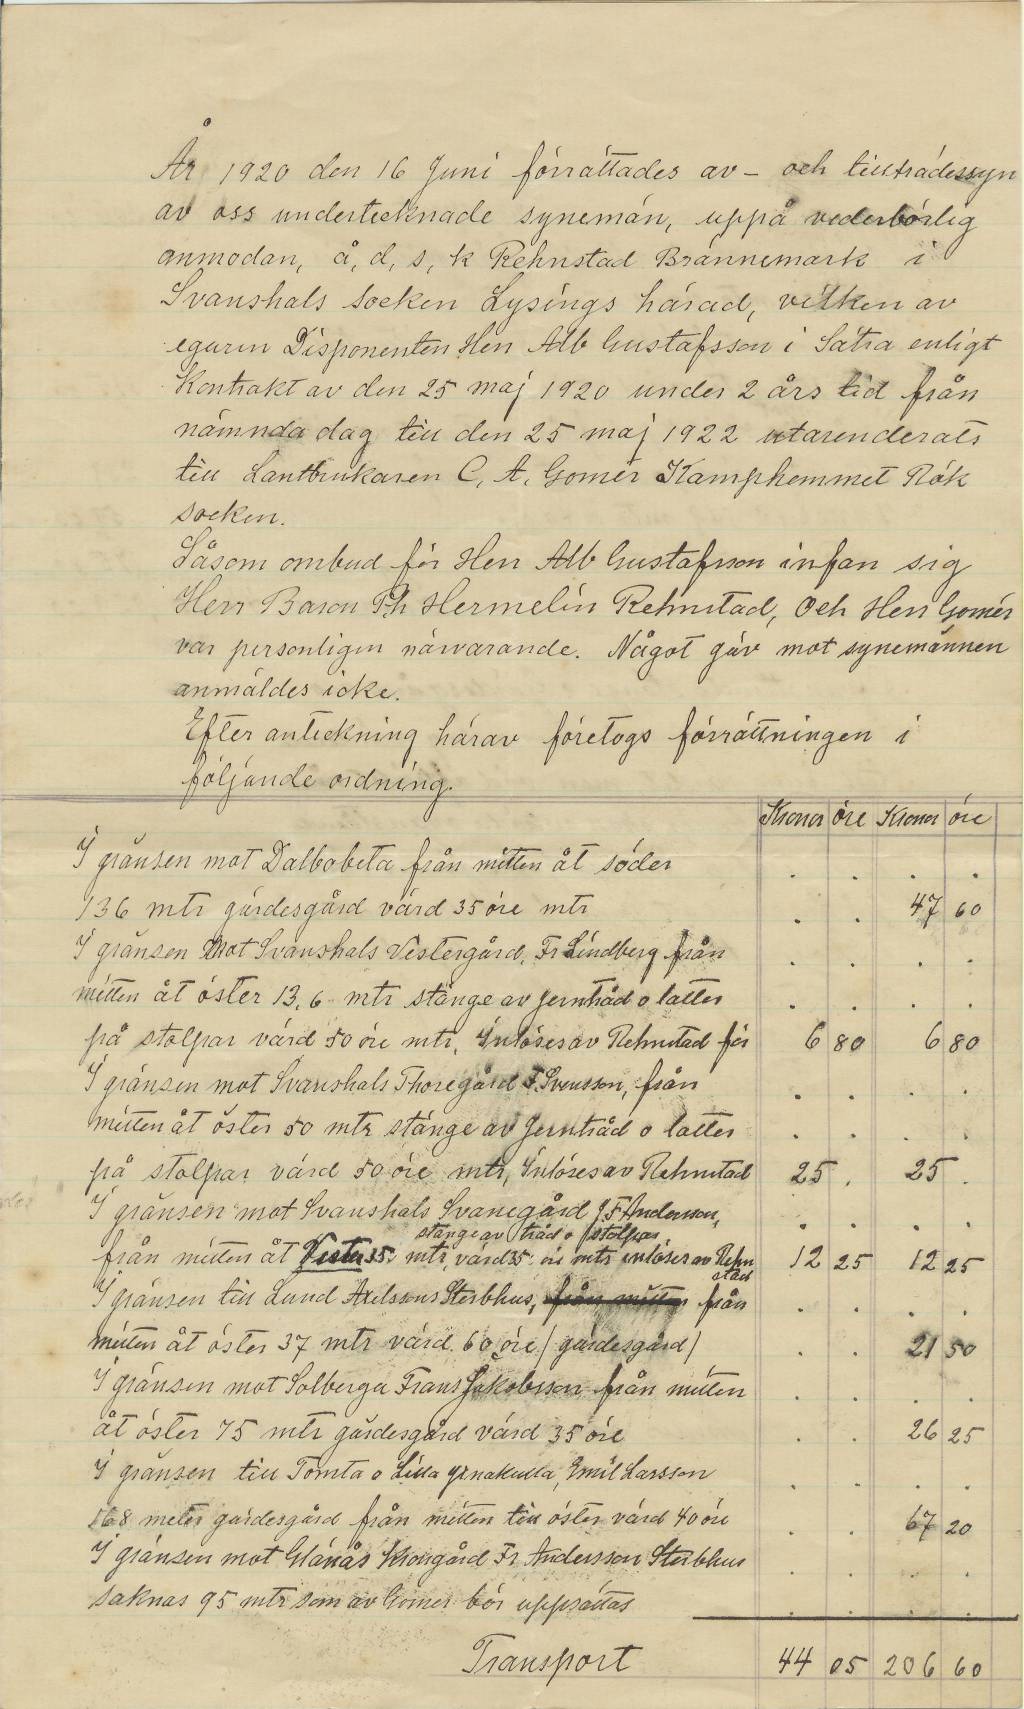 År 1920 den 16 Juni förrättades av- och tillträdessyn
av oss undertecknade synemän, uppå vederbörlig
anmodan, å, d, s, k Rehnstad Brännemark i
Svanshals socken Lysings härad, vilken av
egaren Disponenten Herr Alb Gustafsson i Sätra enligt
Kontrakt av den 25 maj 1920 under 2 års tid från
nämnda dag till den 25 maj 1922 utarenderats
till Lantbrukaren C, A, Gomér Kamphemmet Rök
socken.
Såsom ombud för Herr Alb Gustafsson infan sig
Herr Baron Ph Hermelin Rehnstad, Och Herr Gomér
var personligen närvarande. Något jäv mot synemännen
anmäldes icke.
Efter anteckning härav företogs förrättningen i
följande ordning.
Kronor öre Kronor öre
I gränsen mot Dalbobeta från mitten åt söder
136 mtr gärdesgård värd 35 öre mtr 47 60
I gränsen Mot Svanshals Vestergård, Fr Lindberg från
mitten åt öster 13,6 mtr stänge av Jerntråd o latter
på stolpar värd 50 öre mtr, Inlöses av Rehnstad för 6 80 6 80
I gränsen mot Svanshals Thoregård F. Svensson, från
mitten åt öster 50 mtr stänge av Jerntråd o latter
på stolpar värd 50 öre mtr, Inlöses av Rehnstad 25 . 25 .
I gränsen mot Svanshals Svanegård J F Anderson,
stänge av tråd o stolpar
från mitten åt Vester 35 mtr, värd 35 öre mtr inlöses av Rehn 12 25 12 25
stad
I gränsen till Lund Axelssons Sterbhus, från mitten från
mitten åt öster 37 mtr värd 60 öre (gärdesgård) 21 50
I gränsen mot Solberga Frans Jakobsson från mitten
åt öster 75 mtr gärdesgård värd 35 öre 26 25
I gränsen till Tomta o Lilla Emil Larsson
168 meter gärdesgård från mitten till öster värd 40 öre 67 20
I gränsen mot Glänås Krongård Fr Andersson Sterbhus
saknas 95 mtr som av Gomer bör uppsättas
Transport 44 05 206 60